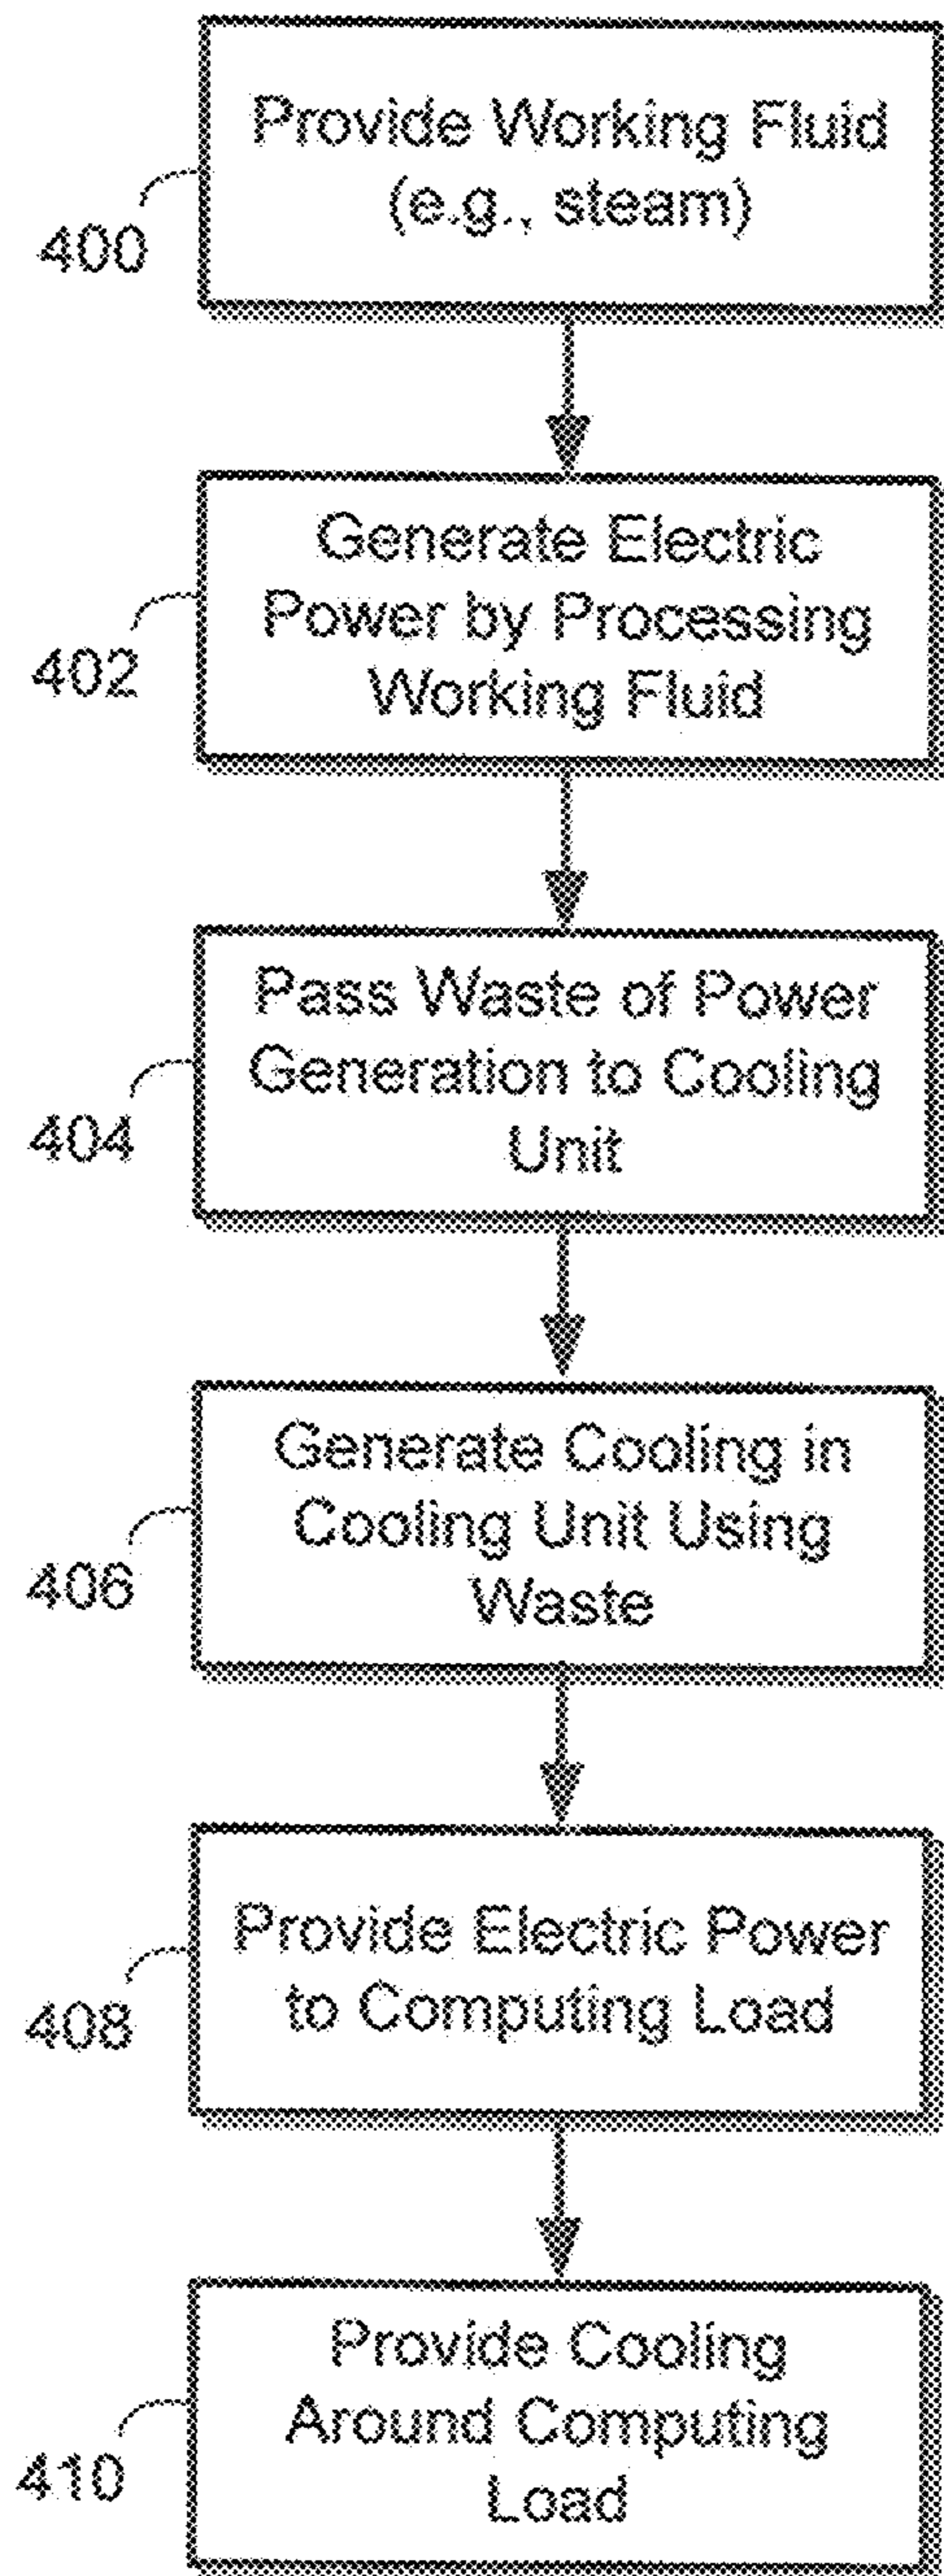 Provide Working Fluid
(e.g., steam)
400
Generate Electric
Power by Processing
Working Fluid
402
Pass Waste of Power
Generation to Cooling
Unit
404
Generate Cooling in
Cooling Unit Using
Waste
406
Provide Electric Power
to Computing Load
408
Provide Cooling
Around Computing
Load
410